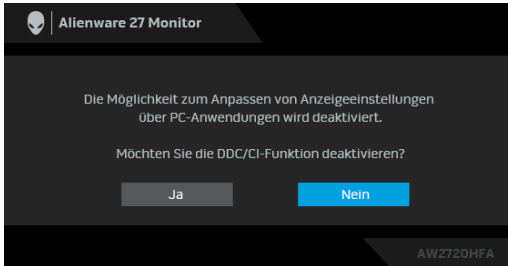 Alienware 27 Monitor
Die Möglichkeit zum Anpassen von Anzeigeeinstellungen
über PC-Anwendungen wird deaktiviert.
Möchten Sie die DDC/CI-Funktion deaktivieren?
Ja
Nein
AW2720HFA